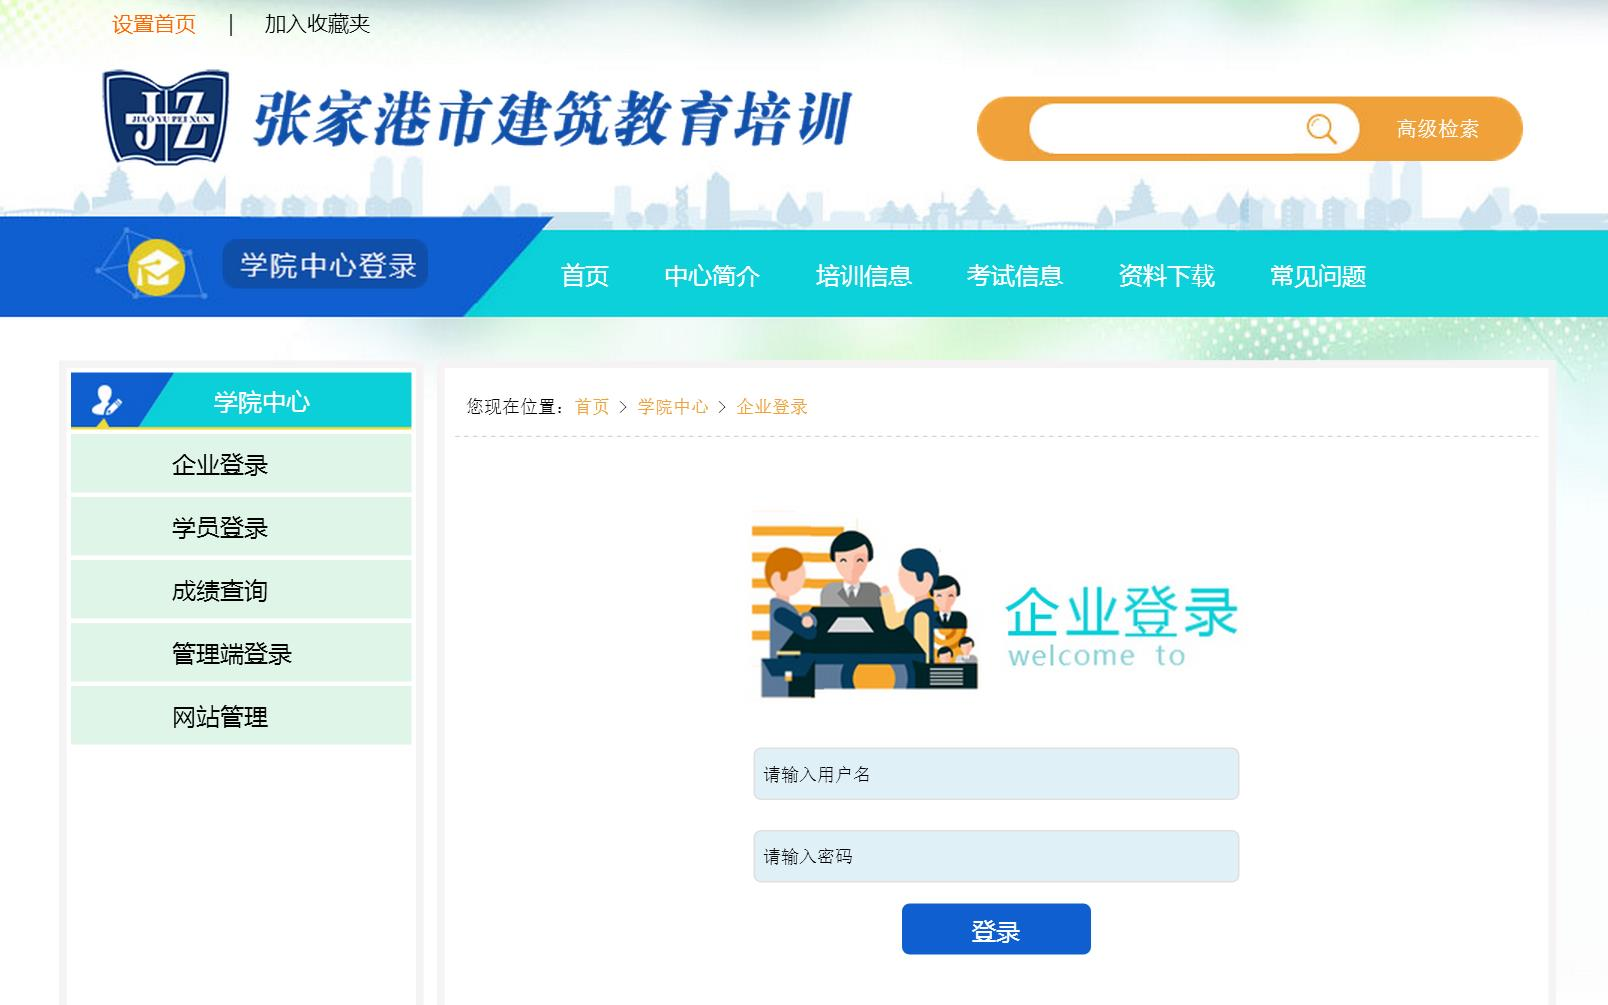 设置首页 | 加入收藏夹
JZ
JIAO YU PEI XUN
张家港市建筑教育培训
高级检索
学院中心登录
首页 中心简介 培训信息 考试信息 资料下载 常见问题
学院中心
企业登录
学员登录
成绩查询
管理端登录
网站管理
您现在位置：首页 > 学院中心 > 企业登录
企业登录
welcome to
请输入用户名
请输入密码
登录